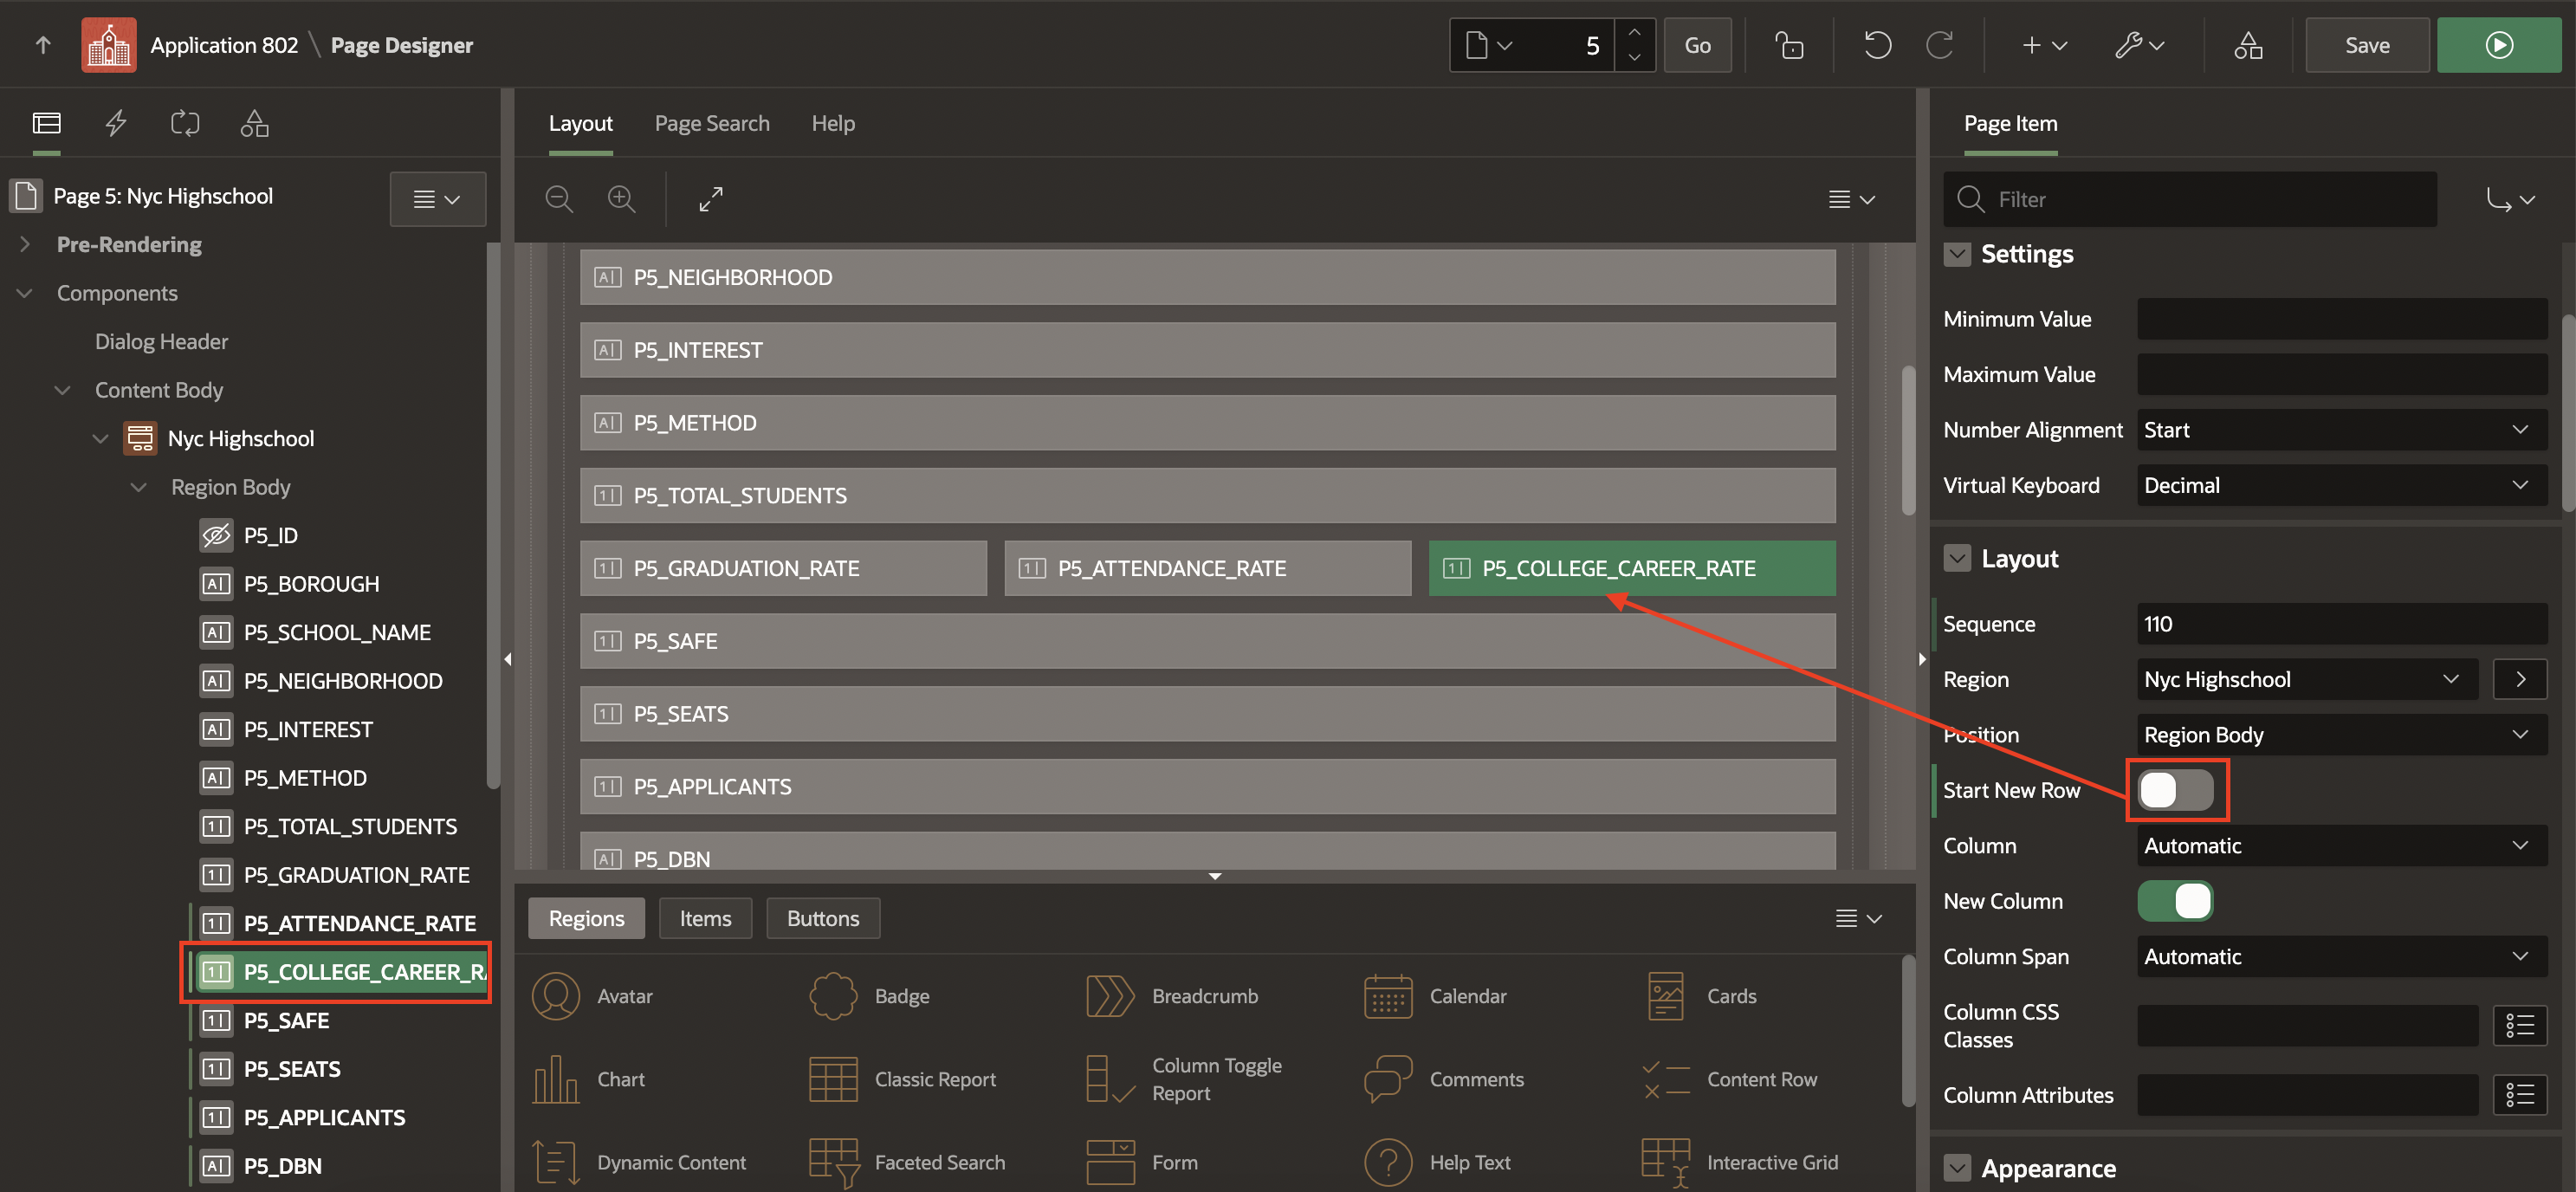 Application 802 \ Page Designer
5
Go
Save
Layout
Page Search
Help
Page Item
Page 5: Nyc Highschool
Pre-Rendering
Components
Dialog Header
Content Body
Nyc Highschool
Region Body
P5_ID
P5_BOROUGH
P5_SCHOOL_NAME
P5_NEIGHBORHOOD
P5_INTEREST
P5_METHOD
P5_TOTAL_STUDENTS
P5_GRADUATION_RATE
P5_ATTENDANCE_RATE
P5_COLLEGE_CAREER_RA
P5_SAFE
P5_SEATS
P5_APPLICANTS
P5_DBN
P5_NEIGHBORHOOD
P5_INTEREST
P5_METHOD
P5_TOTAL_STUDENTS
P5_GRADUATION_RATE
P5_ATTENDANCE_RATE
P5_COLLEGE_CAREER_RATE
P5_SAFE
P5_SEATS
P5_APPLICANTS
P5_DBN
Regions
Items
Buttons
Avatar
Badge
Breadcrumb
Calendar
Cards
Chart
Classic Report
Column Toggle
Report
Comments
Content Row
Dynamic Content
Faceted Search
Form
Help Text
Interactive Grid
Filter
Settings
Minimum Value
Maximum Value
Number Alignment
Start
Virtual Keyboard
Decimal
Layout
Sequence
110
Region
Nyc Highschool
Position
Region Body
Start New Row
Column
Automatic
New Column
Column Span
Automatic
Column CSS
Classes
Column Attributes
Appearance